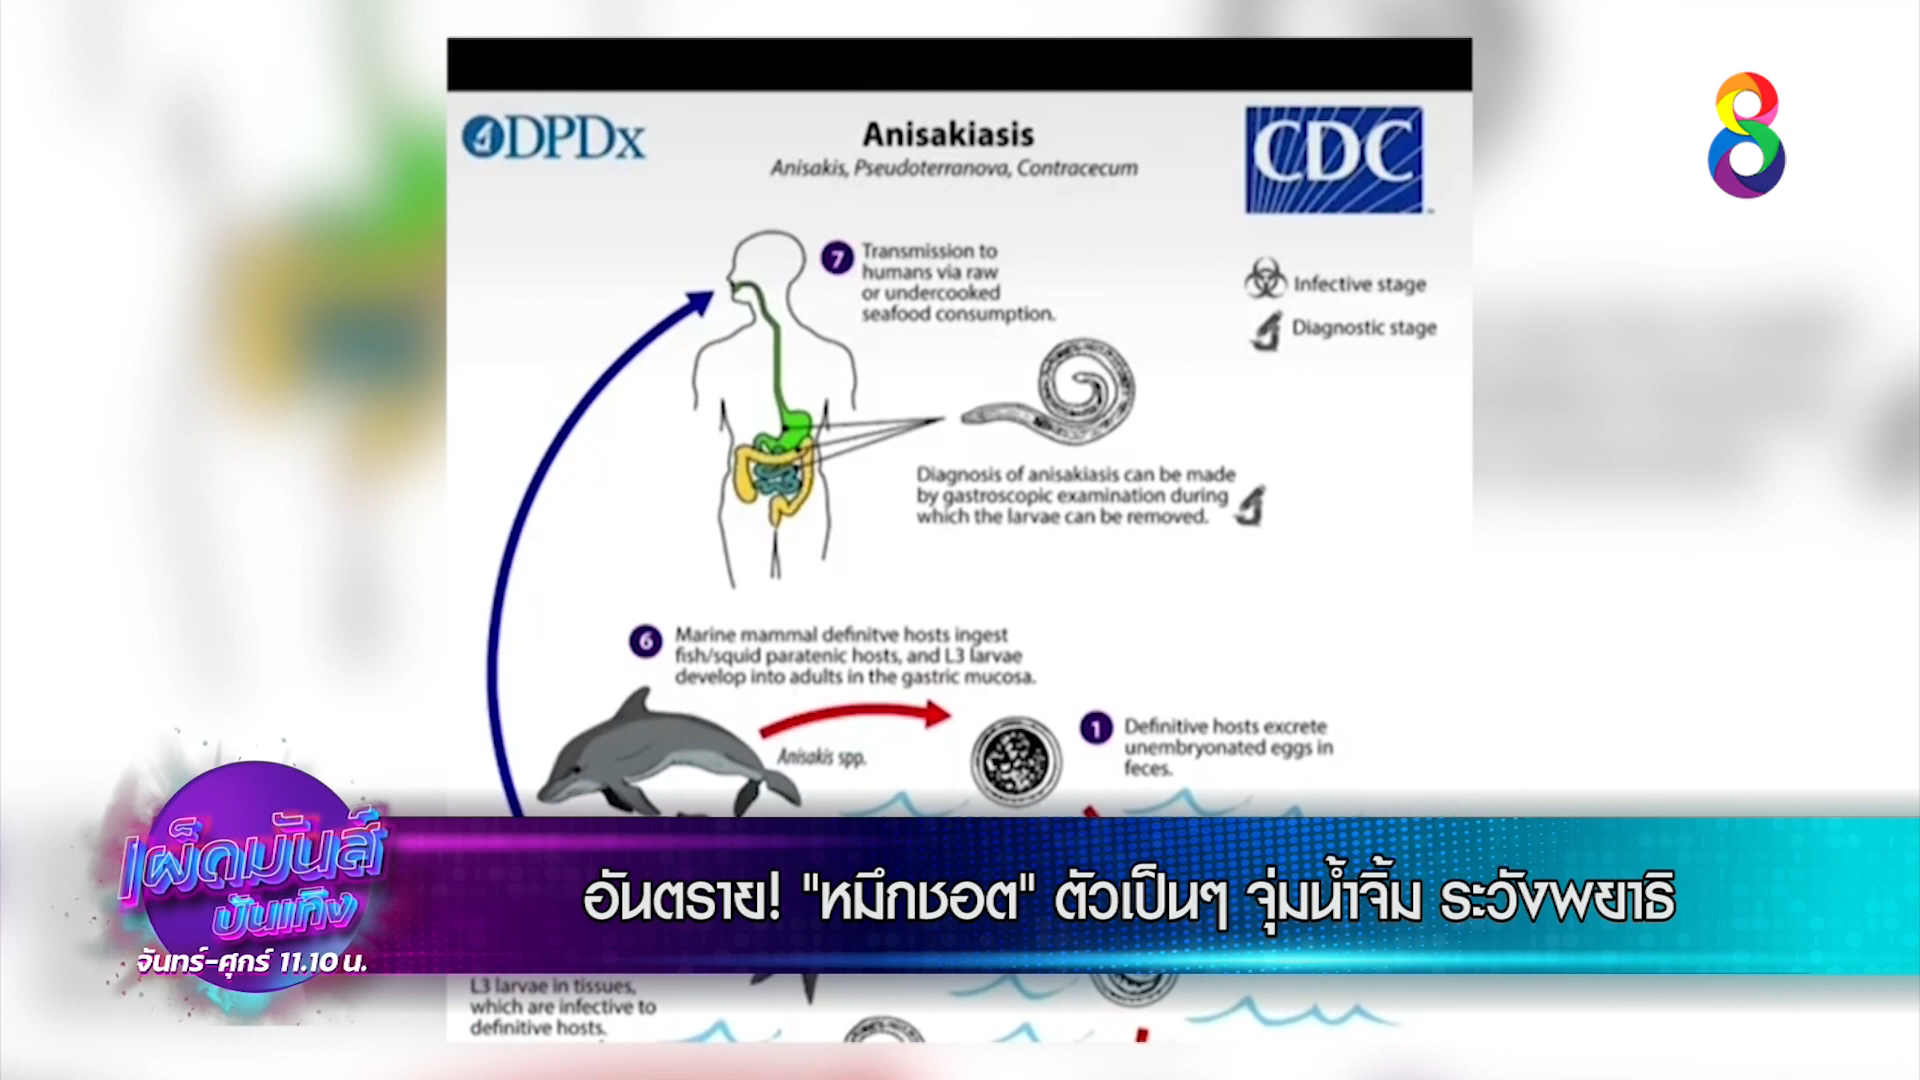 DPDx
Anisakiasis
Anisakis, Pseudoterranova, Contracecum
CDC
8
7
Transmission to
humans via raw
or undercooked
seafood consumption.
Infective stage
Diagnostic stage
Diagnosis of anisakiasis can be made
by gastroscopic examination during
which the larvae can be removed.
6
Marine mammal definitve hosts ingest
fish/squid paratenic hosts, and L3 larvae
develop into adults in the gastric mucosa.
Anisakis spp.
1
Definitive hosts excrete
unembryonated eggs in
feces.
เผ็ดมันส์
บันเทิง
จันทร์-ศุกร์ 11.10 น.
อันตราย! "หมึกชอต" ตัวเป็นๆ จุ่มน้ำจิ้ม ระวังพยาธิ
L3 larvae in tissues,
which are infective to
definitive hosts.